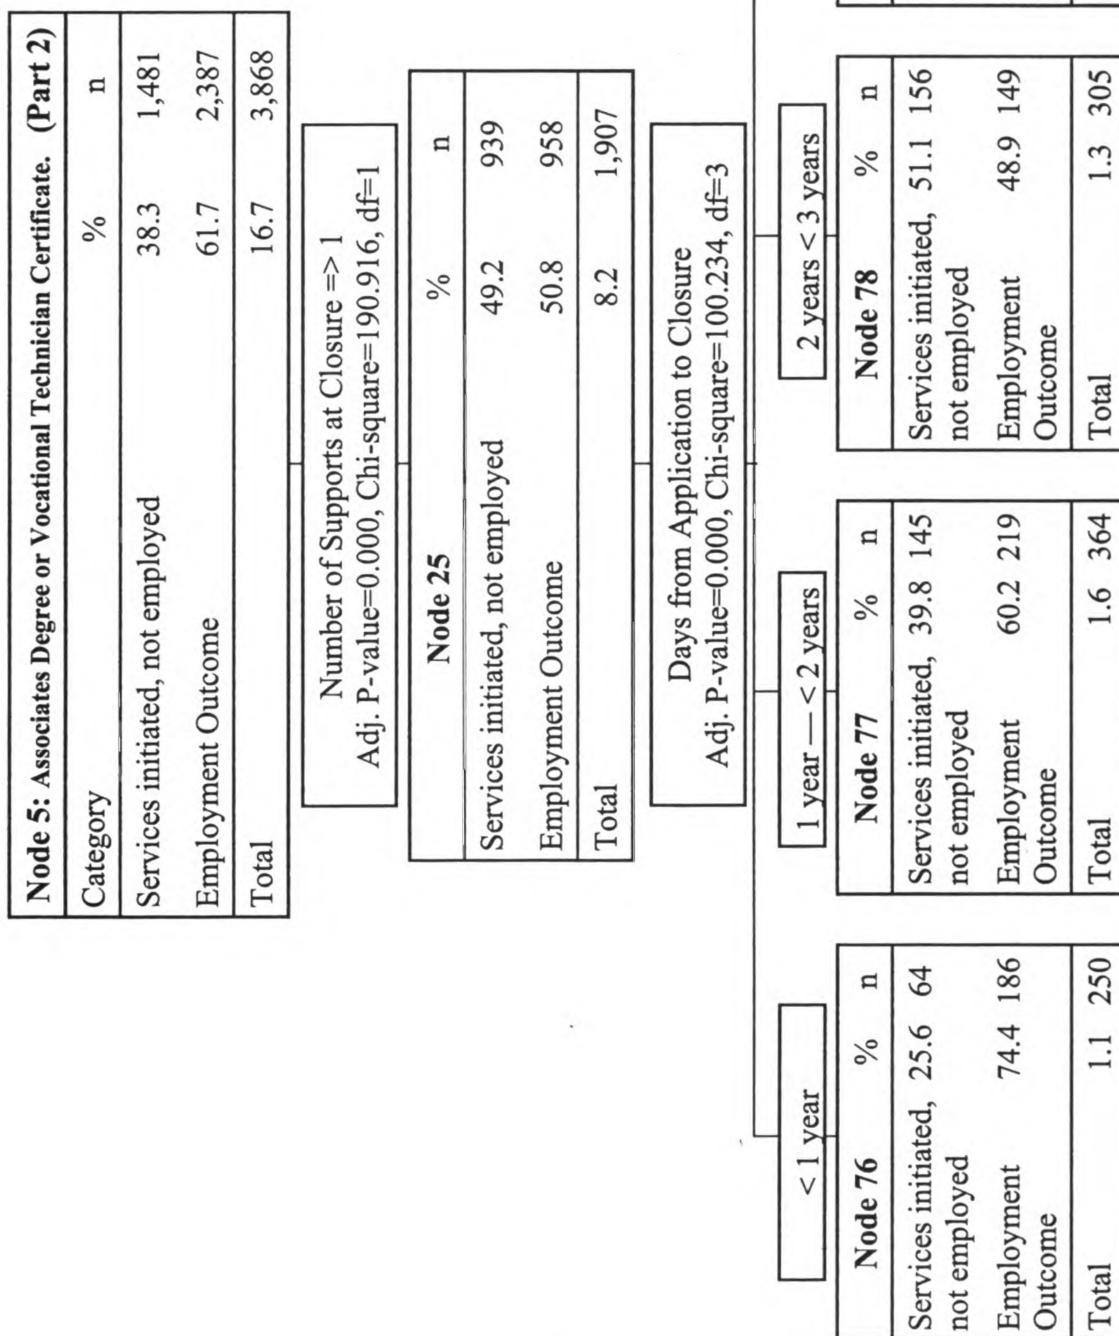 Node 5: Associates Degree or Vocational Technician Certificate. (Part 2)
Category % n
Services initiated, not employed 38.3 1,481
Employment Outcome 61.7 2,387
Total 16.7 3,868
Number of Supports at Closure => 1
Adj. P-value=0.000, Chi-square=190.916, df=1
Node 25 % n
Services initiated, not employed 49.2 939
Employment Outcome 50.8 958
Total 8.2 1,907
Days from Application to Closure
Adj. P-value=0.000, Chi-square=100.234, df=3
< 1 year
Node 76 % n
Services initiated, 25.6 64
not employed
Employment 74.4 186
Outcome
Total 1.1 250
1 year — < 2 years
Node 77 % n
Services initiated, 39.8 145
not employed
Employment 60.2 219
Outcome
Total 1.6 364
2 years < 3 years
Node 78 % n
Services initiated, 51.1 156
not employed
Employment 48.9 149
Outcome
Total 1.3 305